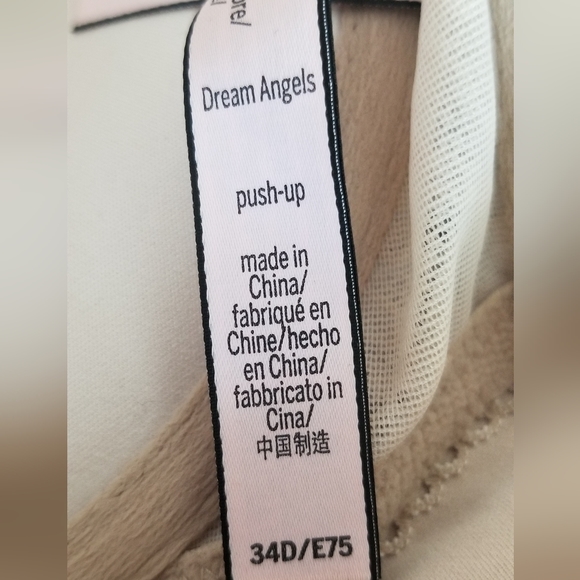 Dream Angels
push-up
made in
China/
fabriqué en
Chine/hecho
en China/
fabbricato in
Cina/
中国制造
34D/E75